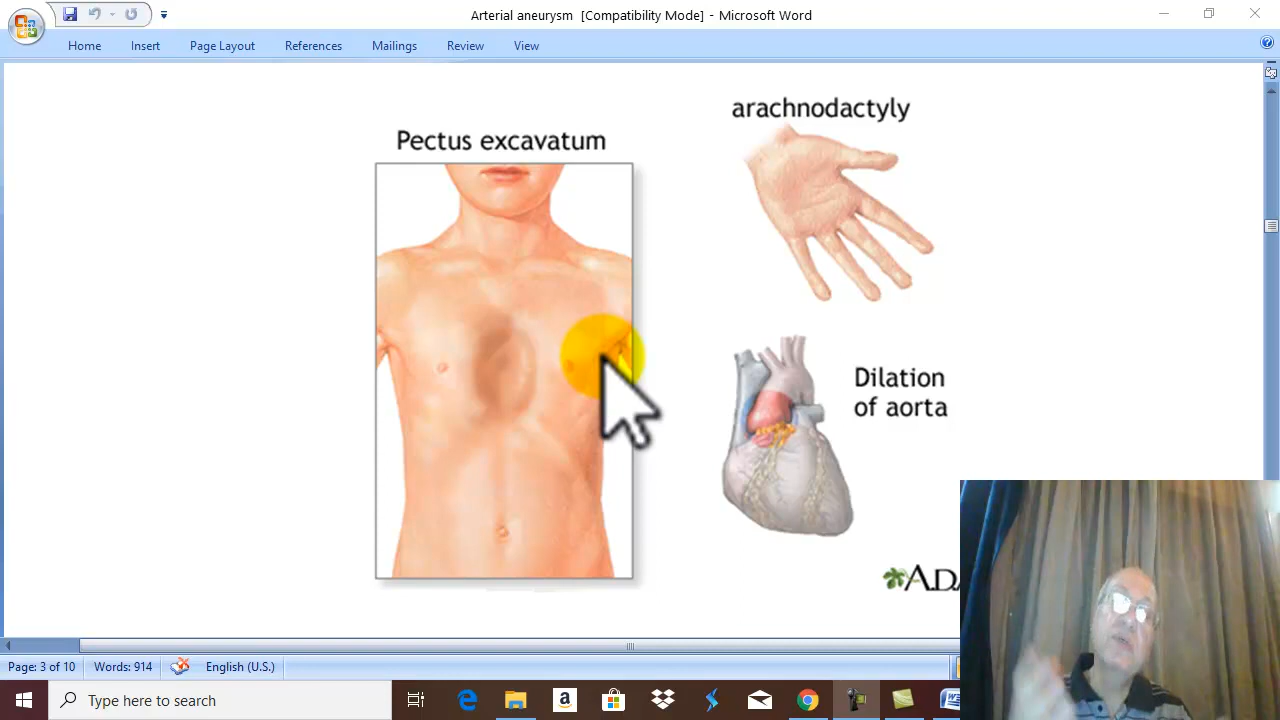 Arterial aneurysm [Compatibility Mode] - Microsoft Word
Home Insert Page Layout References Mailings Review View
arachnodactyly
Pectus excavatum
Dilation
of aorta
Page: 3 of 10 Words: 914 English (U.S.)
Type here to search